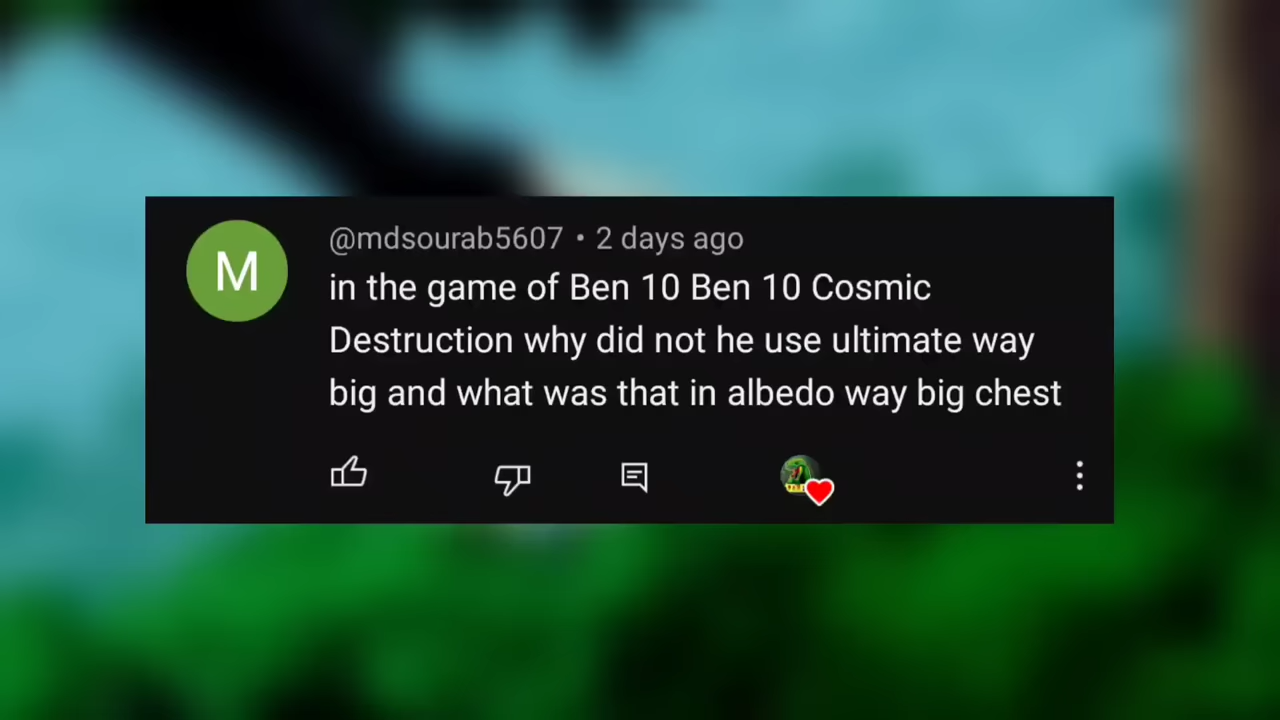 @mdsourab5607 • 2 days ago
in the game of Ben 10 Ben 10 Cosmic
Destruction why did not he use ultimate way
big and what was that in albedo way big chest
M